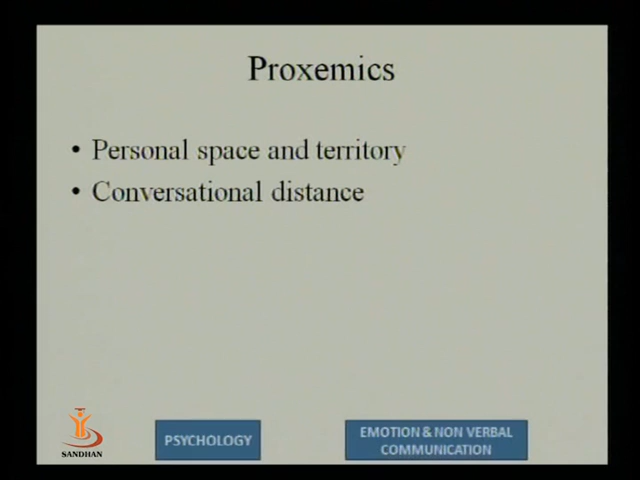 Proxemics
• Personal space and territory
• Conversational distance
SANDHAN
PSYCHOLOGY
EMOTION & NON VERBAL
COMMUNICATION